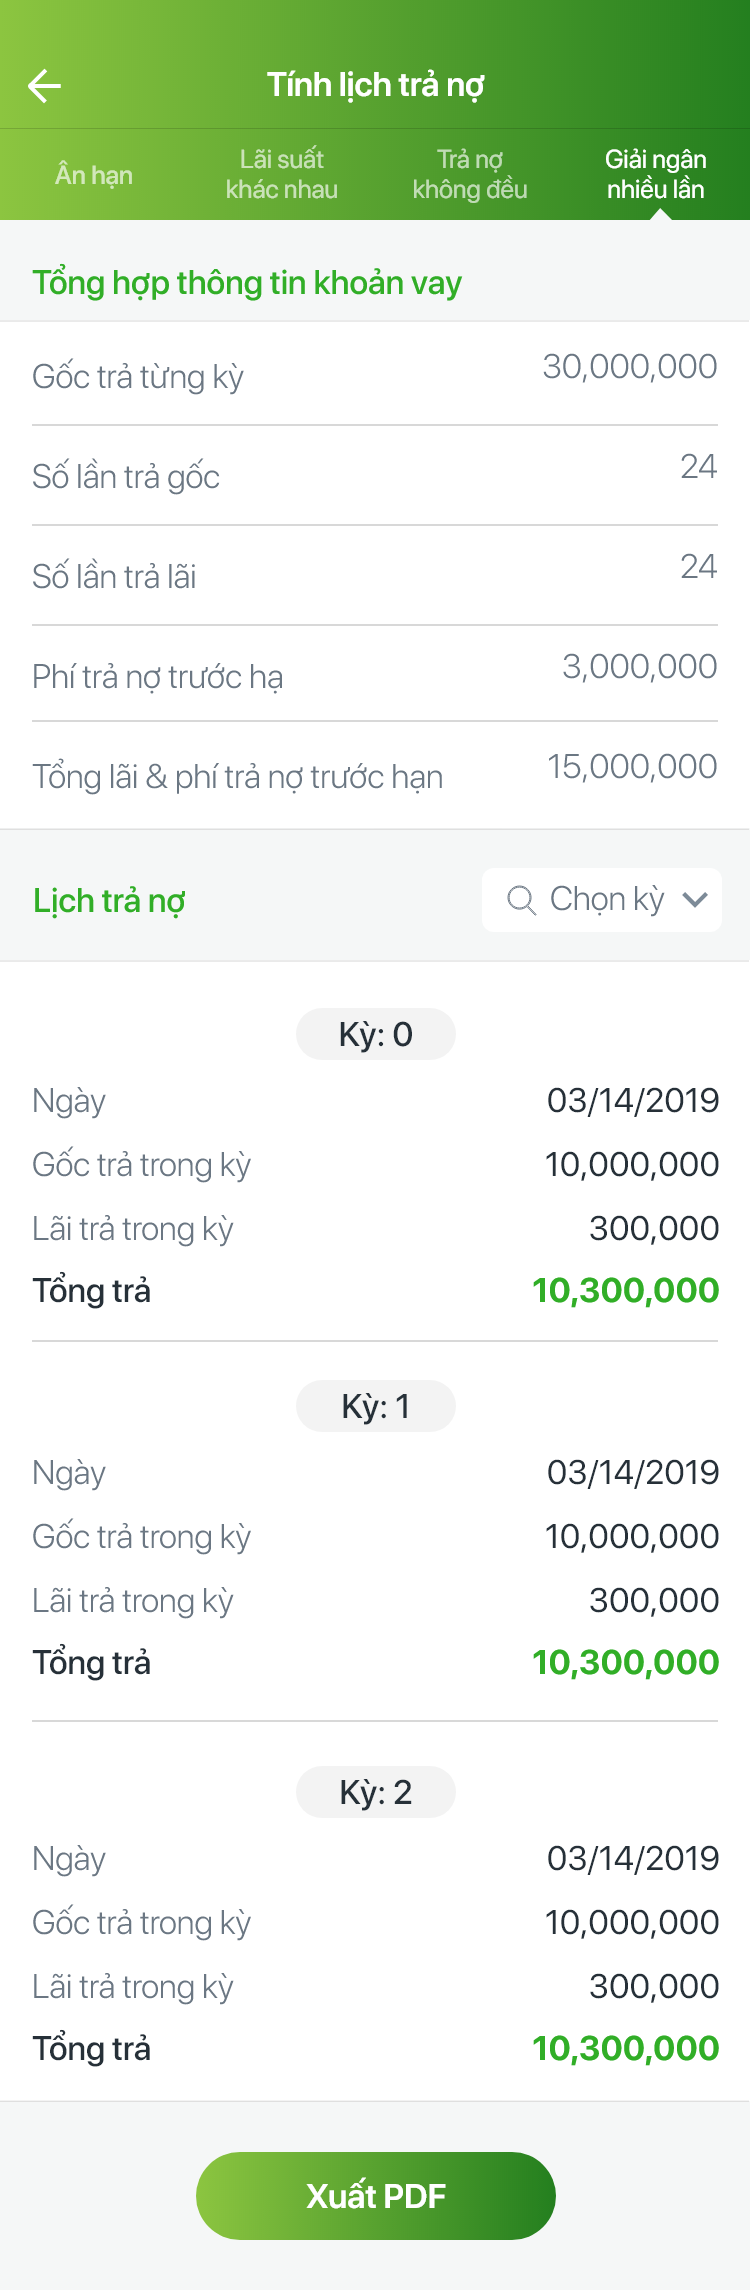 Tính lịch trả nợ
Ân hạn
Lãi suất
khác nhau
Trả nợ
không đều
Giải ngân
nhiều lần
Tổng hợp thông tin khoản vay
Gốc trả từng kỳ 30,000,000
Số lần trả gốc 24
Số lần trả lãi 24
Phí trả nợ trước hạ 3,000,000
Tổng lãi & phí trả nợ trước hạn 15,000,000
Lịch trả nợ Chọn kỳ
Kỳ: 0
Ngày 03/14/2019
Gốc trả trong kỳ 10,000,000
Lãi trả trong kỳ 300,000
Tổng trả 10,300,000
Kỳ: 1
Ngày 03/14/2019
Gốc trả trong kỳ 10,000,000
Lãi trả trong kỳ 300,000
Tổng trả 10,300,000
Kỳ: 2
Ngày 03/14/2019
Gốc trả trong kỳ 10,000,000
Lãi trả trong kỳ 300,000
Tổng trả 10,300,000
Xuất PDF